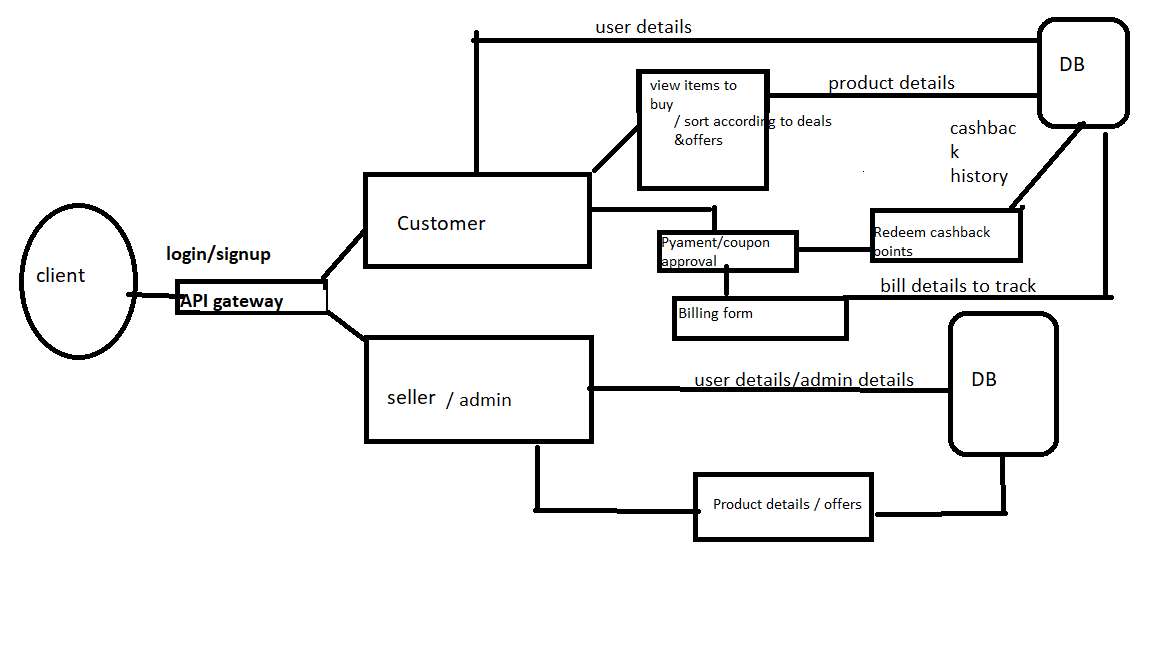 user details
DB
view items to
buy
/ sort according to deals
&offers
product details
cashbac
k
history
Customer
client
login/signup
API gateway
Pyament/coupon
approval
Redeem cashback
points
bill details to track
Billing form
seller / admin
user details/admin details
DB
Product details / offers